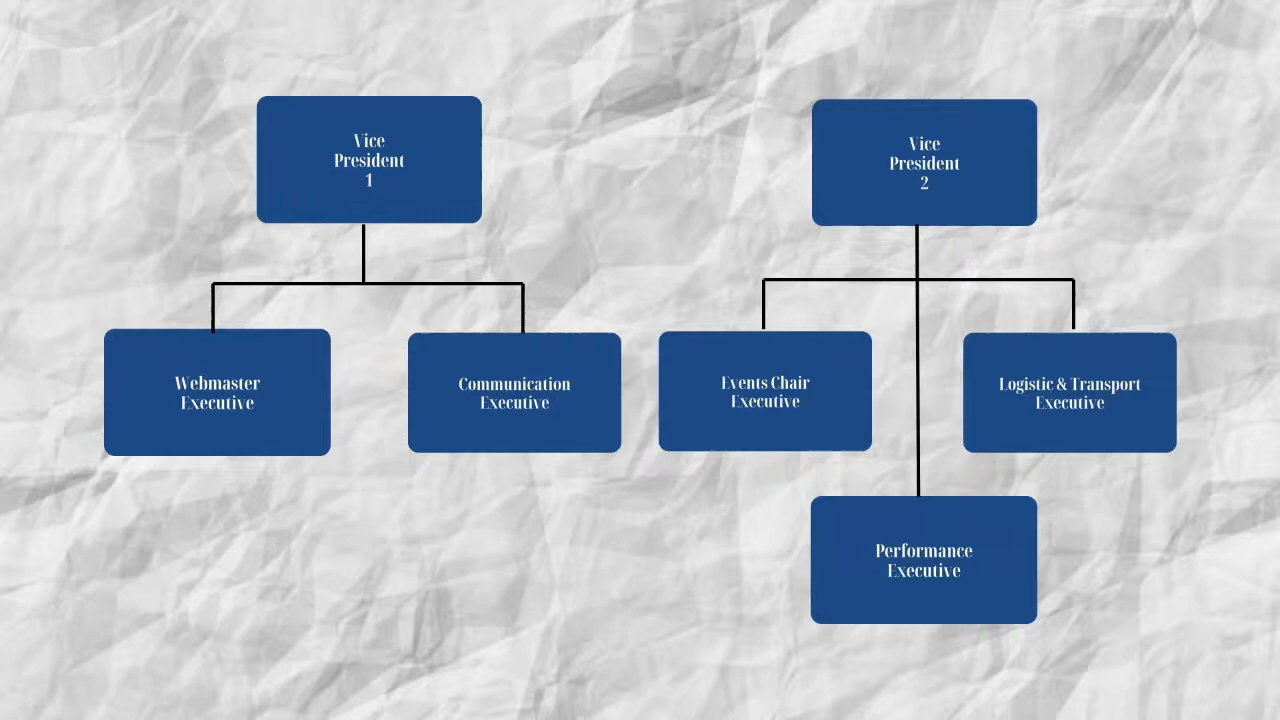 Vice
President
1
Vice
President
2
Webmaster
Executive
Communication
Executive
Events Chair
Executive
Logistic & Transport
Executive
Performance
Executive